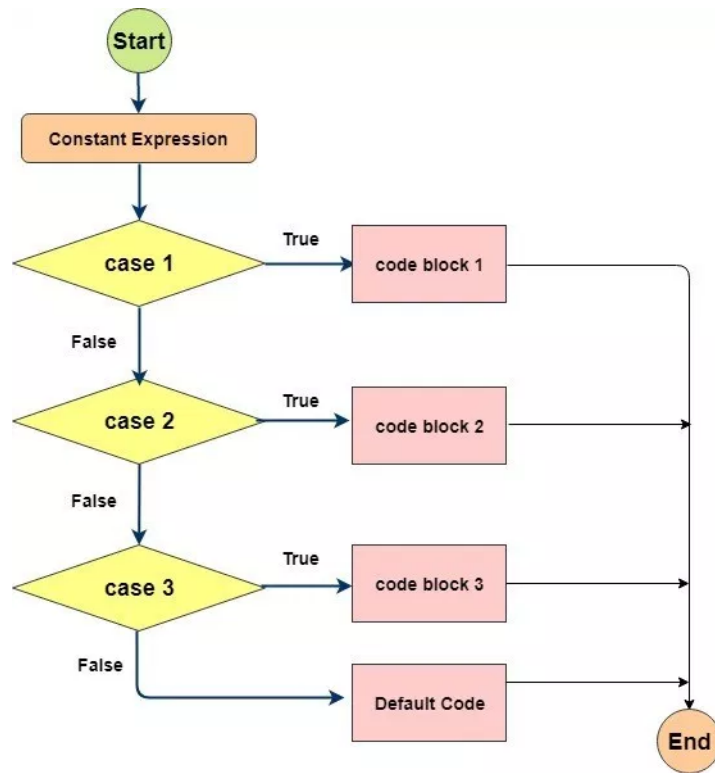 Start
Constant Expression
case 1
True
code block 1
False
case 2
True
code block 2
False
case 3
True
code block 3
False
Default Code
End